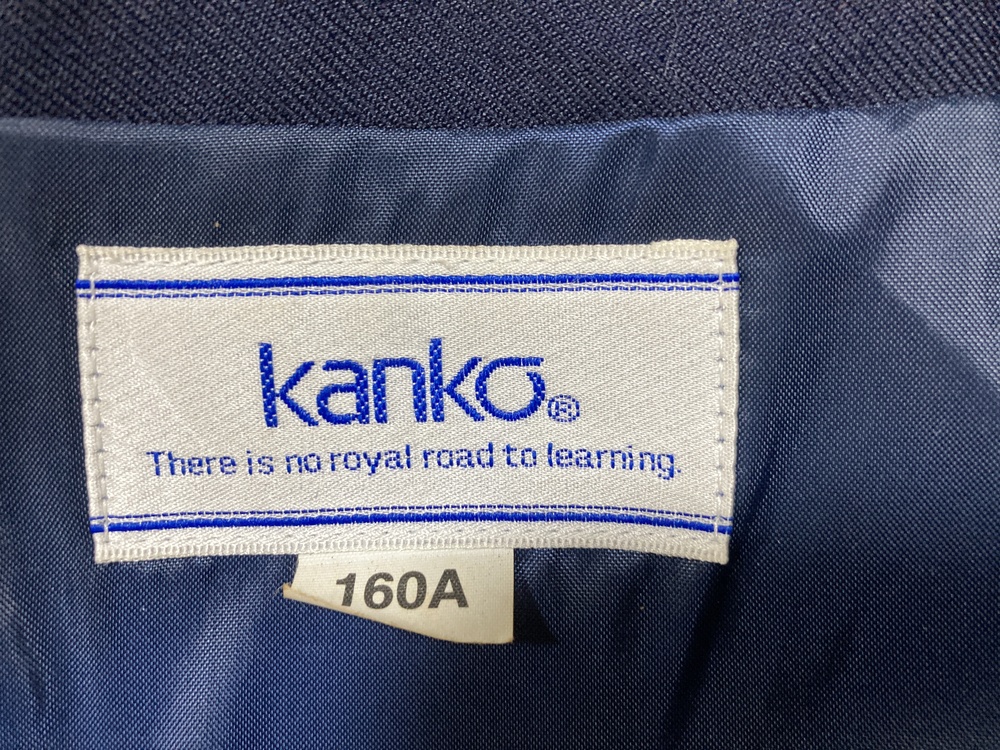 kanko®
There is no royal road to learning.
160A